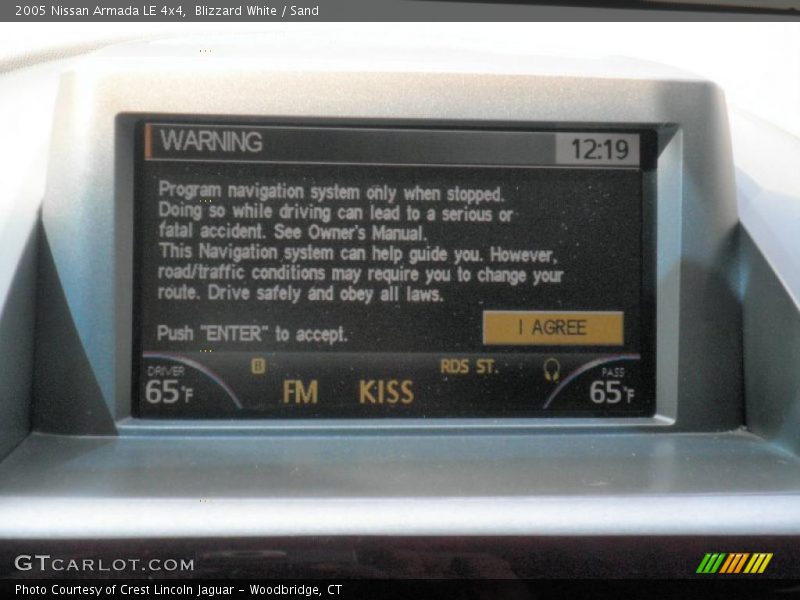 2005 Nissan Armada LE 4x4, Blizzard White / Sand
WARNING 12:19
Program navigation system only when stopped.
Doing so while driving can lead to a serious or
fatal accident. See Owner's Manual.
This Navigation system can help guide you. However,
road/traffic conditions may require you to change your
route. Drive safely and obey all laws.
Push "ENTER" to accept.
I AGREE
DRIVER
65°F
B
FM KISS
RDS ST.
PASS
65°F
GTCARLOT.COM
Photo Courtesy of Crest Lincoln Jaguar - Woodbridge, CT